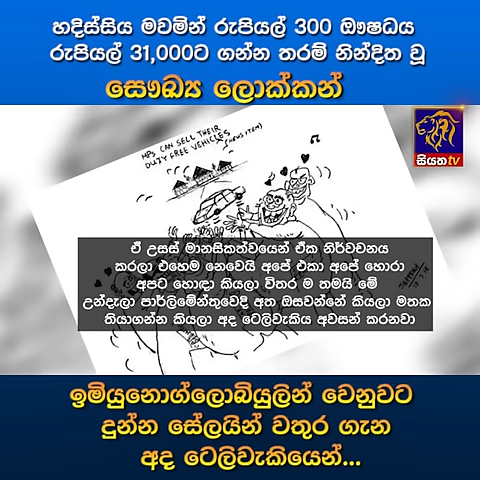 හදිස්සිය මවමින් රුපියල් 300 ඖෂධය
රුපියල් 31,000ට ගන්න තරම් නින්දිත වූ
සෞඛ්‍ය ලොක්කන්
සියත tv
MPs CAN SELL THEIR
DUTY FREE VEHICLES
(NEWS ITEM)
ඒ උසස් මානසිකත්වයෙන් ඒක නිර්වචනය
කරලා එහෙම නෙවෙයි අපේ එකා අපේ හොරා
අපට හොඳා කියලා විතර ම තමයි මේ
උන්දැලා පාර්ලිමේන්තුවෙදි අත ඔසවන්නේ කියලා මතක
තියාගන්න කියලා අද ටෙලිවැකිය අවසන් කරනවා
ඉමියුනොග්ලොබියුලින් වෙනුවට
දුන්න සේලයින් වතුර ගැන
අද ටෙලිවැකියෙන්...